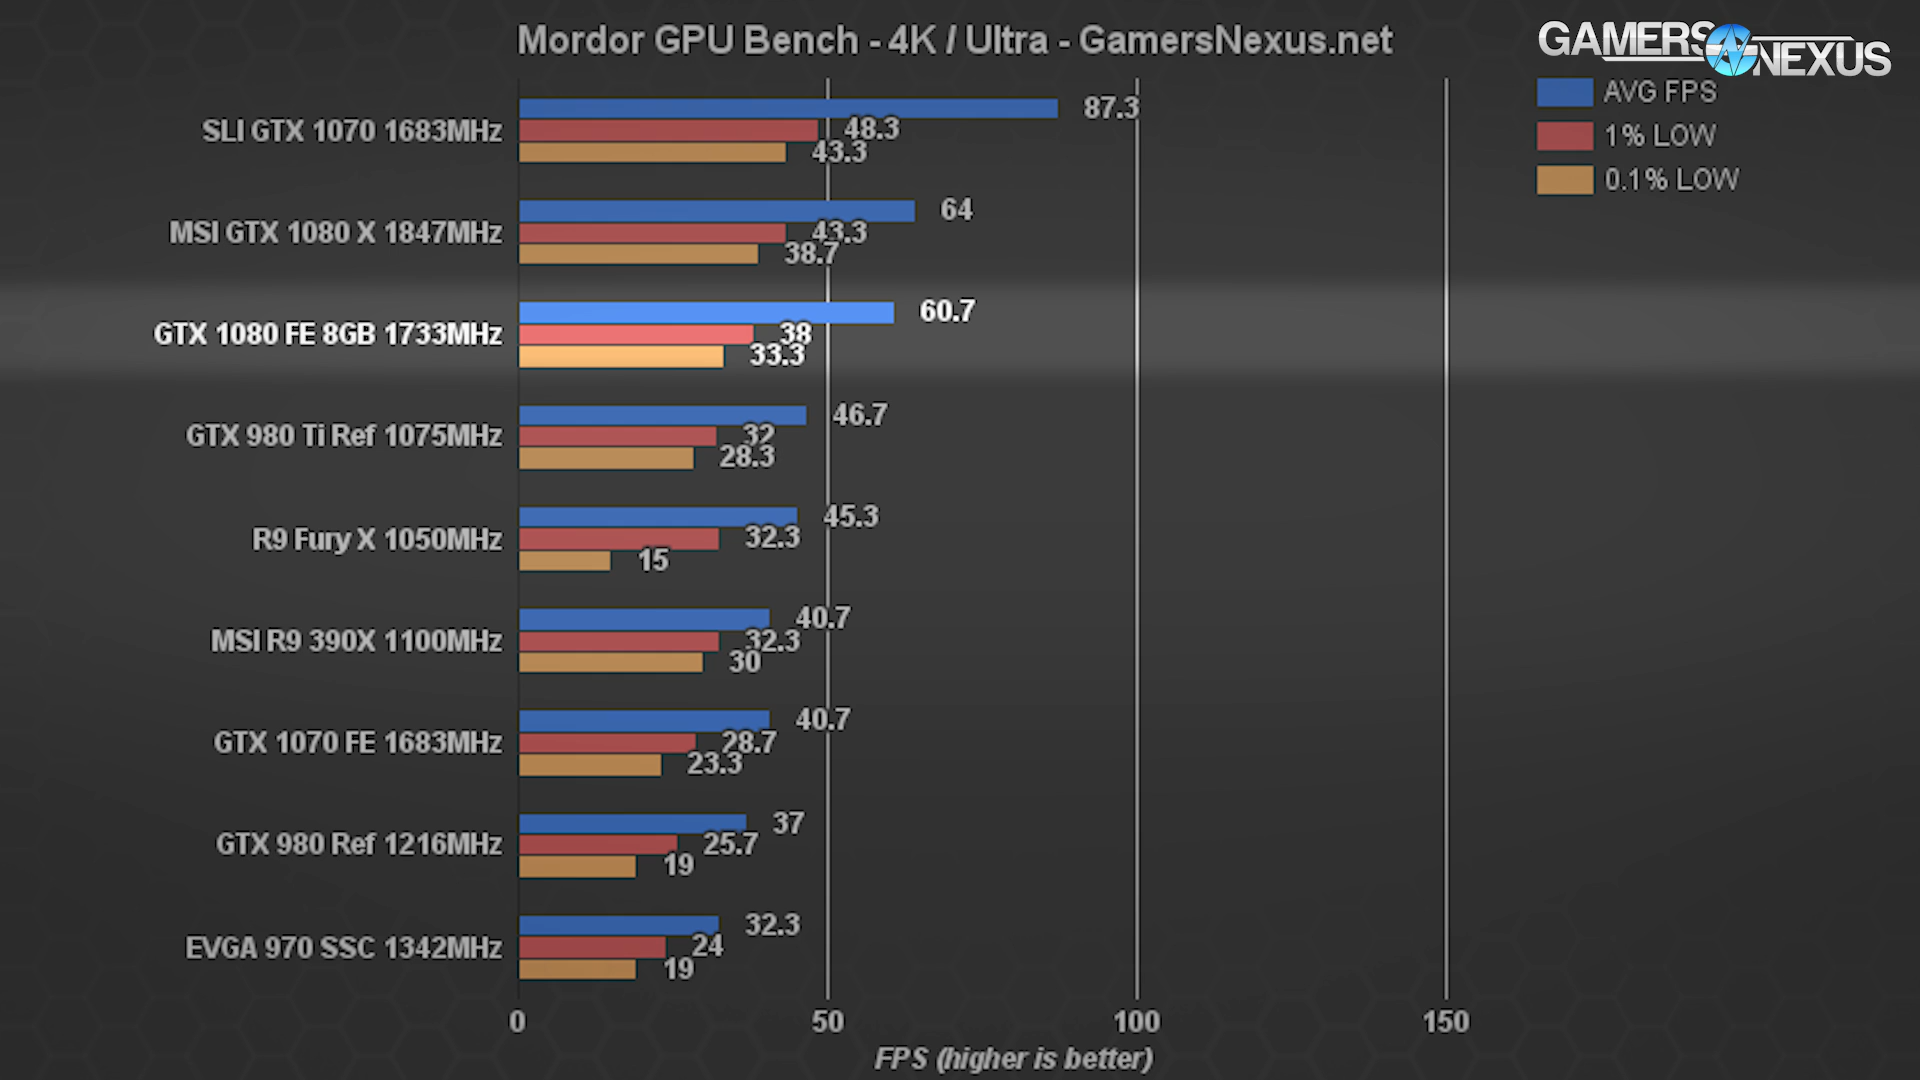 Mordor GPU Bench - 4K / Ultra - GamersNexus.net
GAMERS NEXUS
AVG FPS
1% LOW
0.1% LOW
SLI GTX 1070 1683MHz
87.3
48.3
43.3
MSI GTX 1080 X 1847MHz
64
43.3
38.7
GTX 1080 FE 8GB 1733MHz
60.7
38
33.3
GTX 980 Ti Ref 1075MHz
46.7
32
28.3
R9 Fury X 1050MHz
45.3
32.3
15
MSI R9 390X 1100MHz
40.7
32.3
30
GTX 1070 FE 1683MHz
40.7
28.7
23.3
GTX 980 Ref 1216MHz
37
25.7
19
EVGA 970 SSC 1342MHz
32.3
24
19
0 50 100 150
FPS (higher is better)